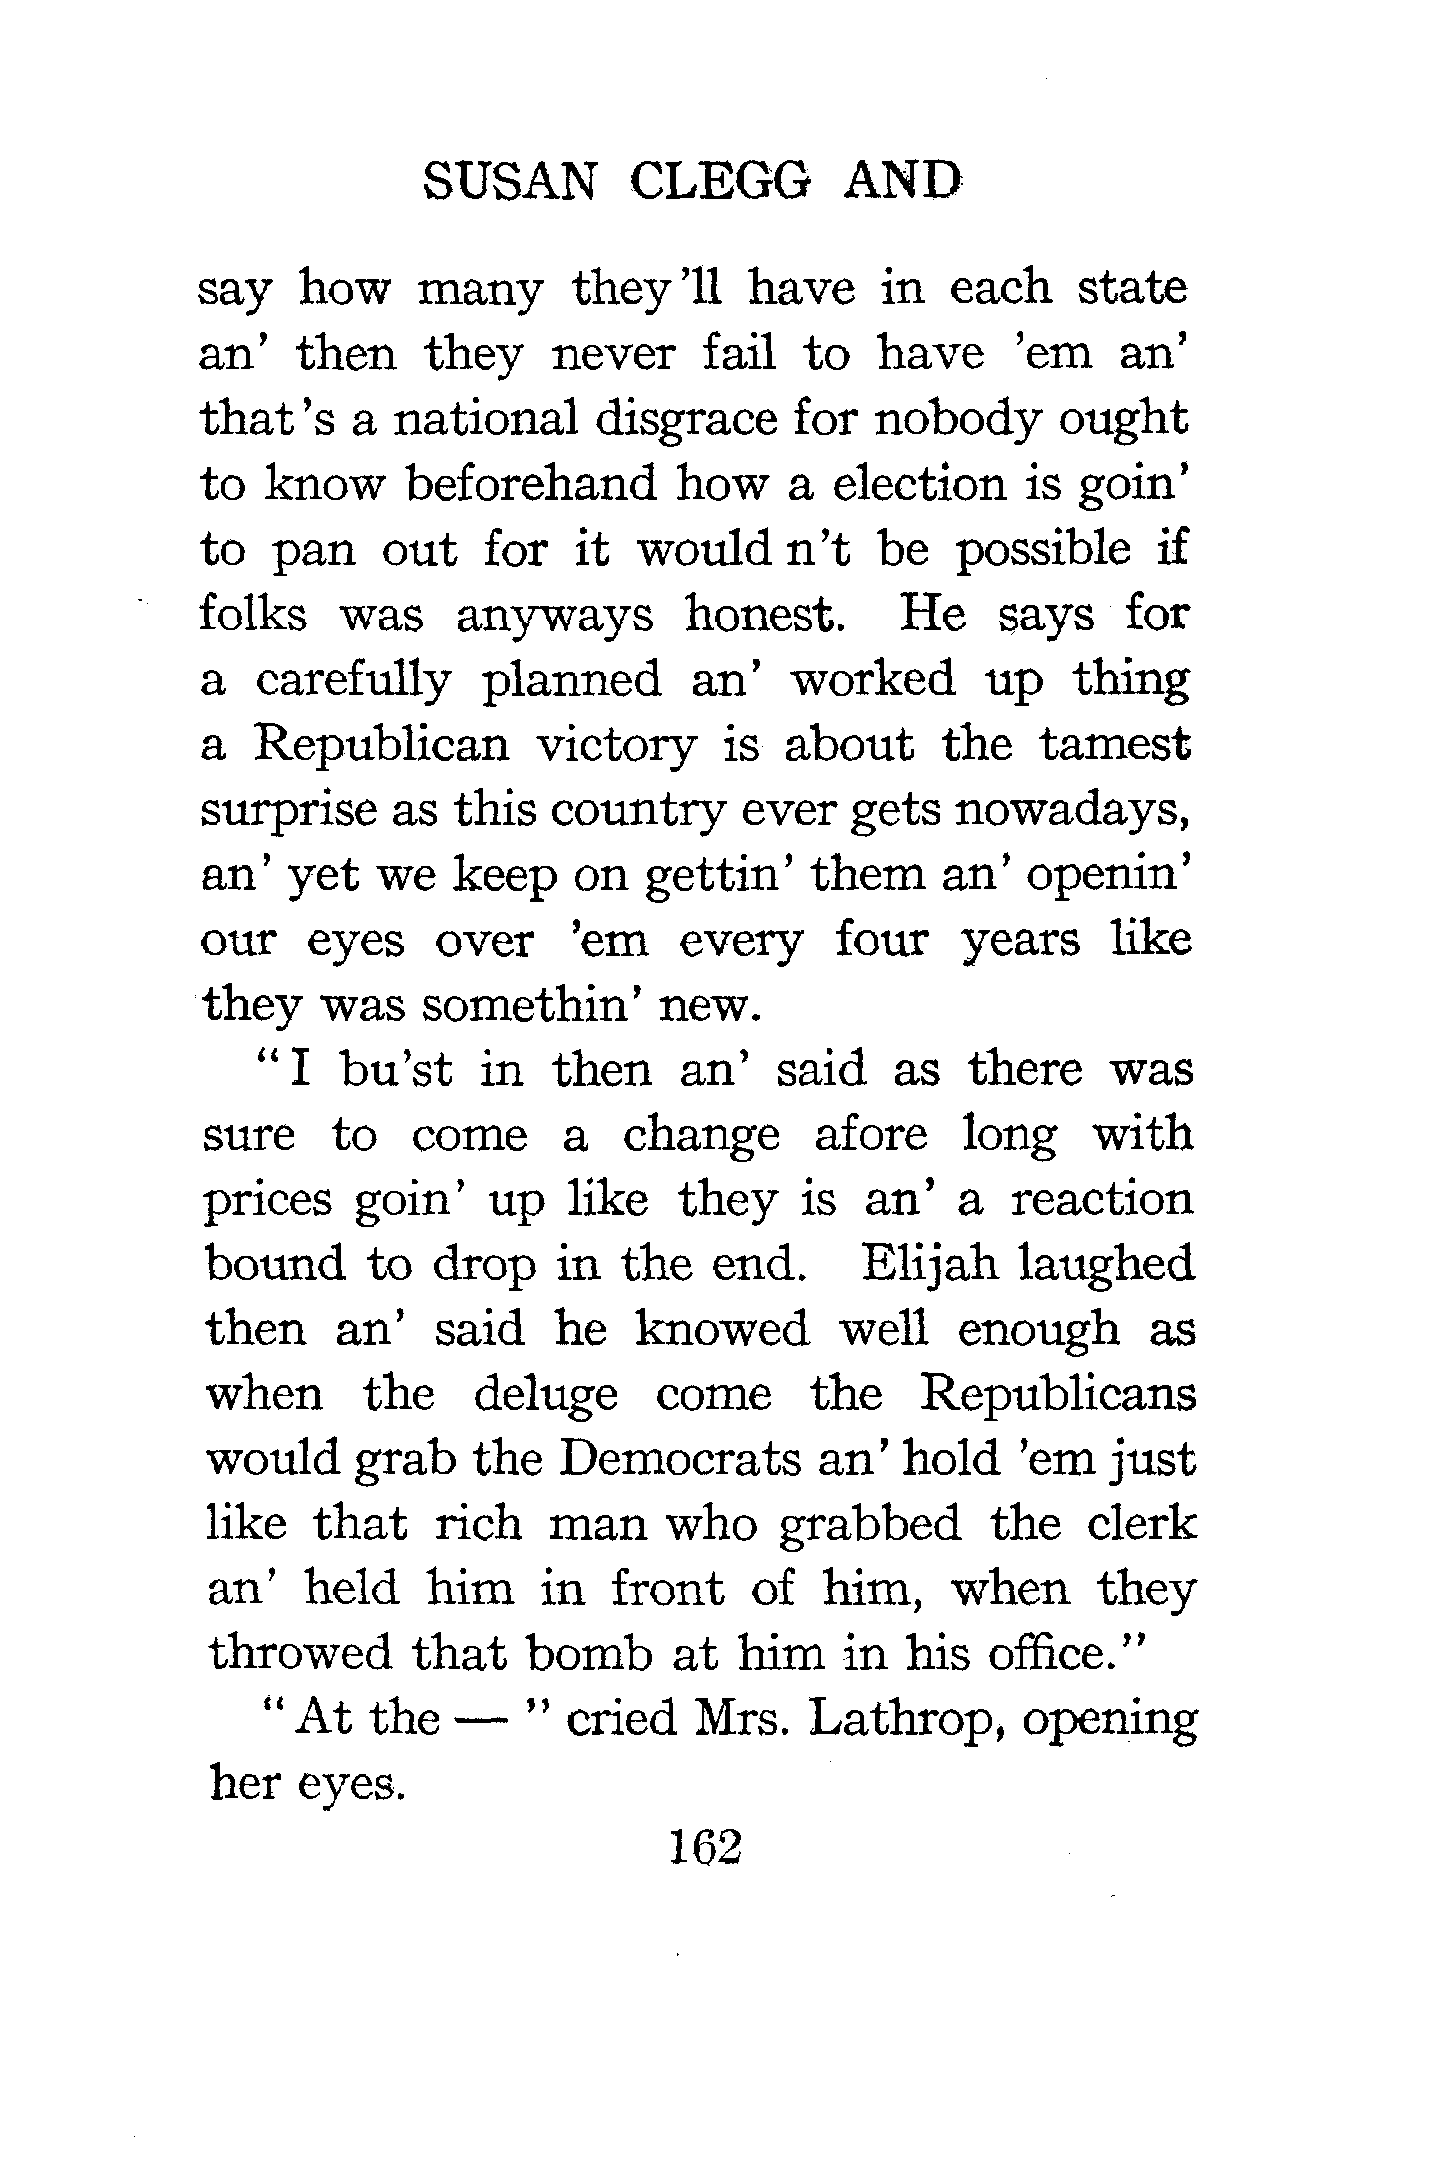 SUSAN CLEGG AND
say how many they 'll have in each state
an' then they never fail to have 'em an'
that 's a national disgrace for nobody ought
to know beforehand how a election is goin'
to pan out for it would n't be possible if
folks was anyways honest. He says for
a carefully planned an' worked up thing
a Republican victory is about the tamest
surprise as this country ever gets nowadays,
an' yet we keep on gettin' them an' openin'
our eyes over 'em every four years like
they was somethin' new.
"I bu'st in then an' said as there was
sure to come a change afore long with
prices goin' up like they is an' a reaction
bound to drop in the end. Elijah laughed
then an' said he knowed well enough as
when the deluge come the Republicans
would grab the Democrats an' hold 'em just
like that rich man who grabbed the clerk
an' held him in front of him, when they
throwed that bomb at him in his office."
"At the — " cried Mrs. Lathrop, opening
her eyes.
162